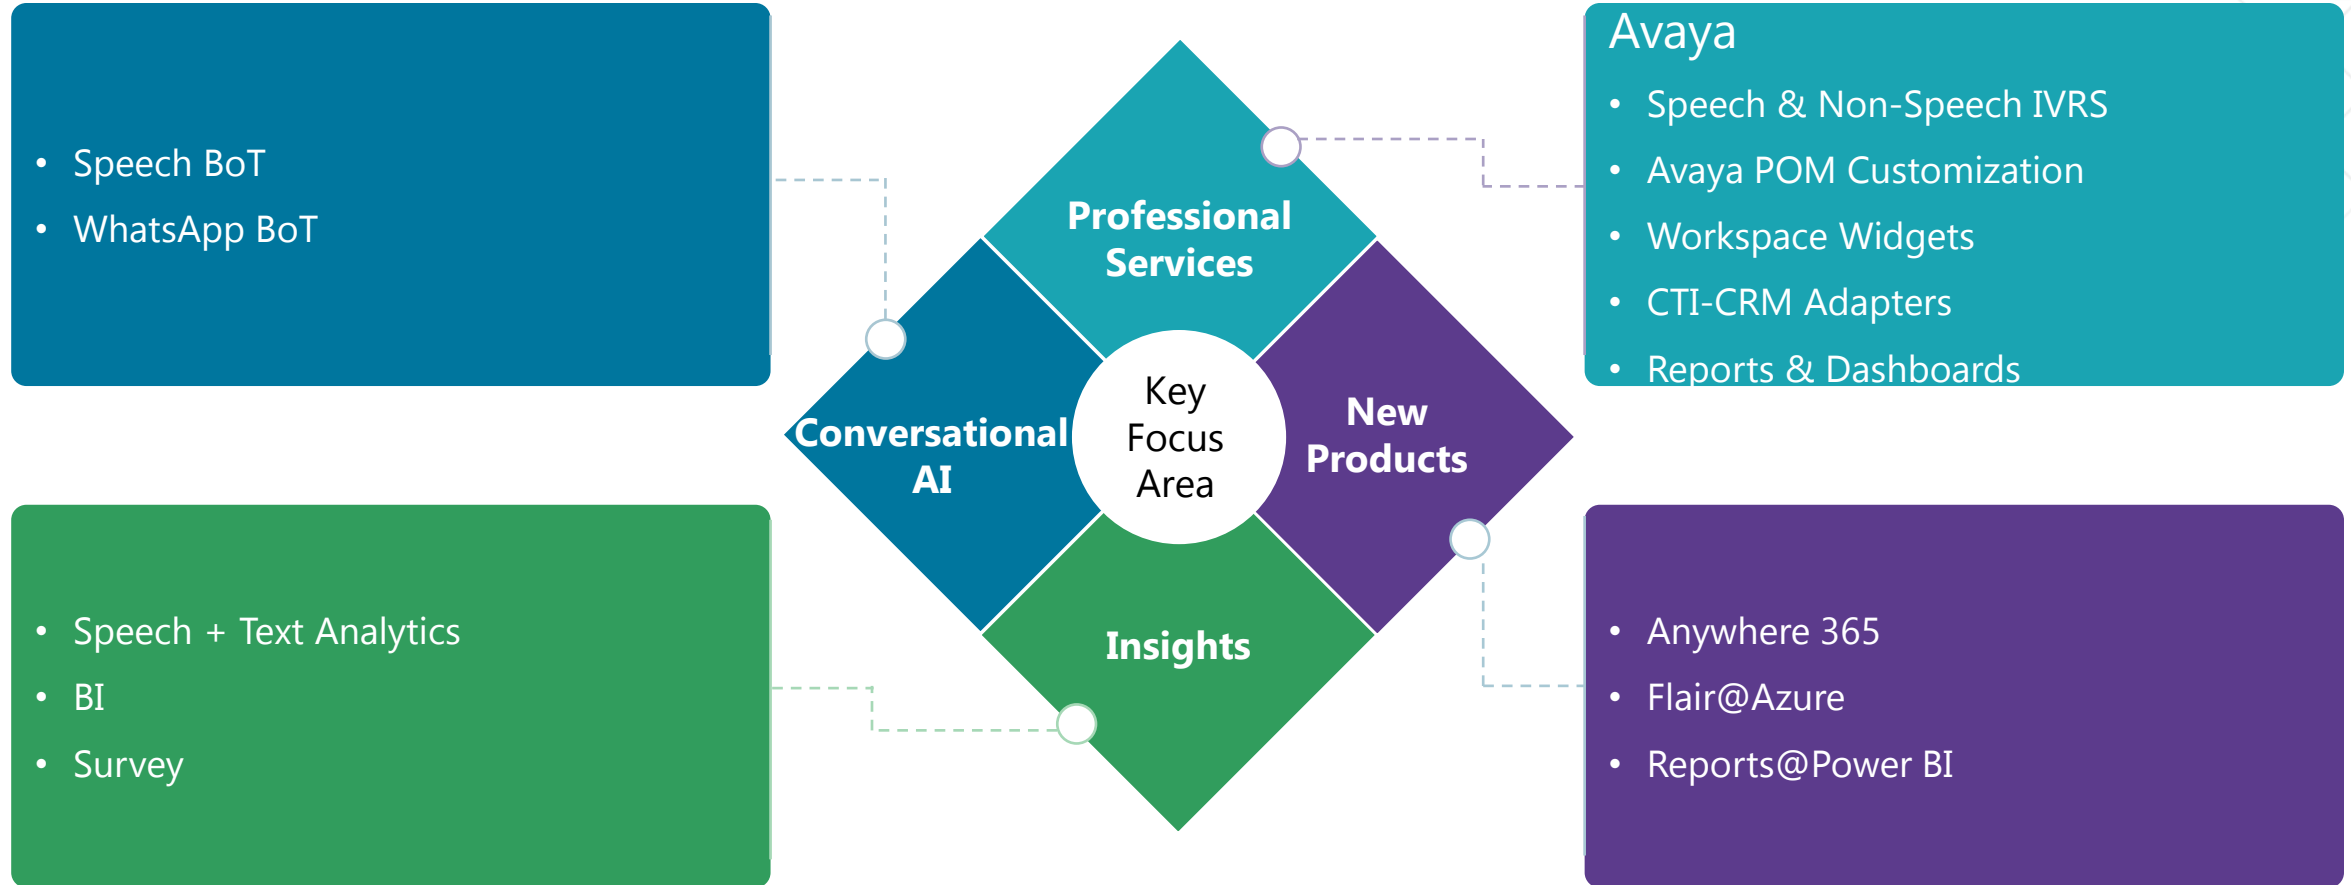 Speech BoT
WhatsApp BoT
Avaya
Speech & Non-Speech IVRS
Avaya POM Customization
Workspace Widgets
CTI-CRM Adapters
Reports & Dashboards
Professional
Services
Conversational
AI
Key
Focus
Area
New
Products
Insights
Speech + Text Analytics
BI
Survey
Anywhere 365
Flair@Azure
Reports@Power BI